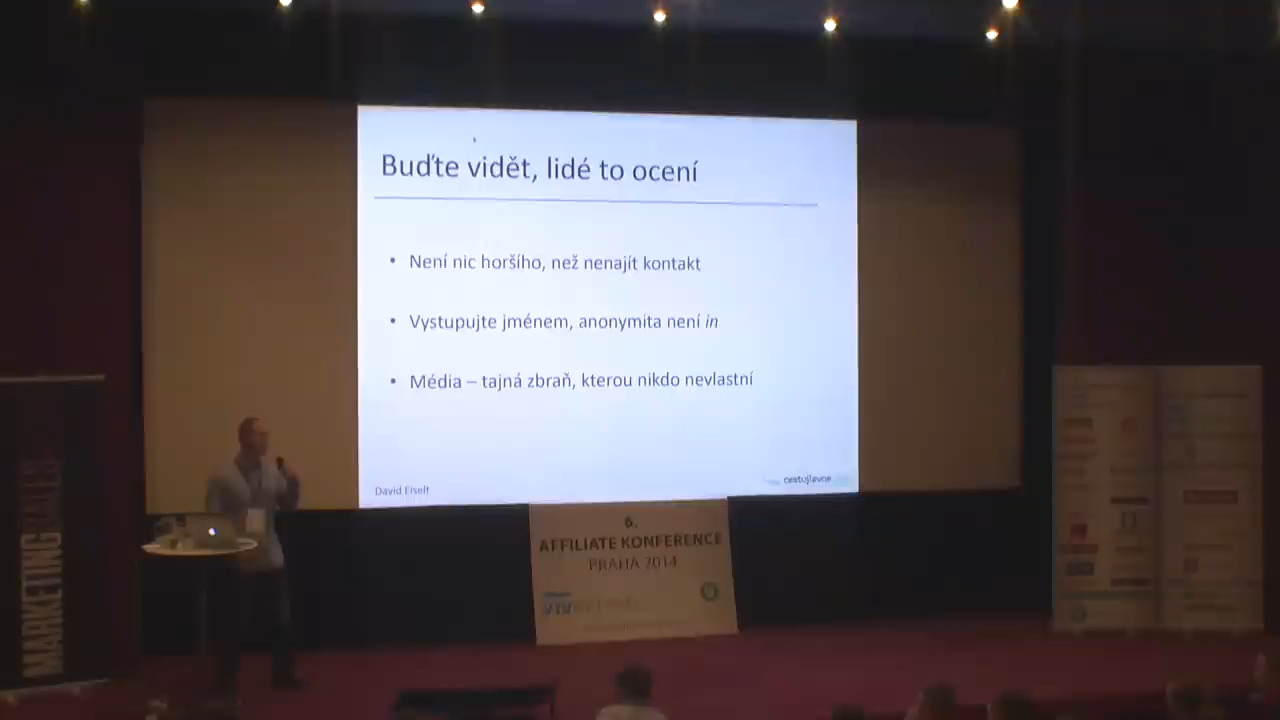 Buďte vidět, lidé to ocení
• Není nic horšího, než nenajít kontakt
• Vystupujte jménem, anonymita není in
• Média – tajná zbraň, kterou nikdo nevlastní
David Eiselt
cestujlevne
6.
AFFILIATE KONFERENCE
PRAHA 2014
MARKETING